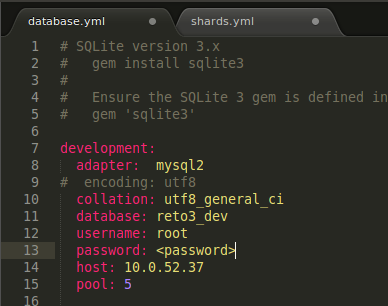 database.yml shards.yml
1 # SQLite version 3.x
2 #   gem install sqlite3
3 #
4 #   Ensure the SQLite 3 gem is defined in
5 #   gem 'sqlite3'
6
7 development:
8   adapter:  mysql2
9 #  encoding: utf8
10   collation: utf8_general_ci
11   database: reto3_dev
12   username: root
13   password: <password>
14   host: 10.0.52.37
15   pool: 5
16